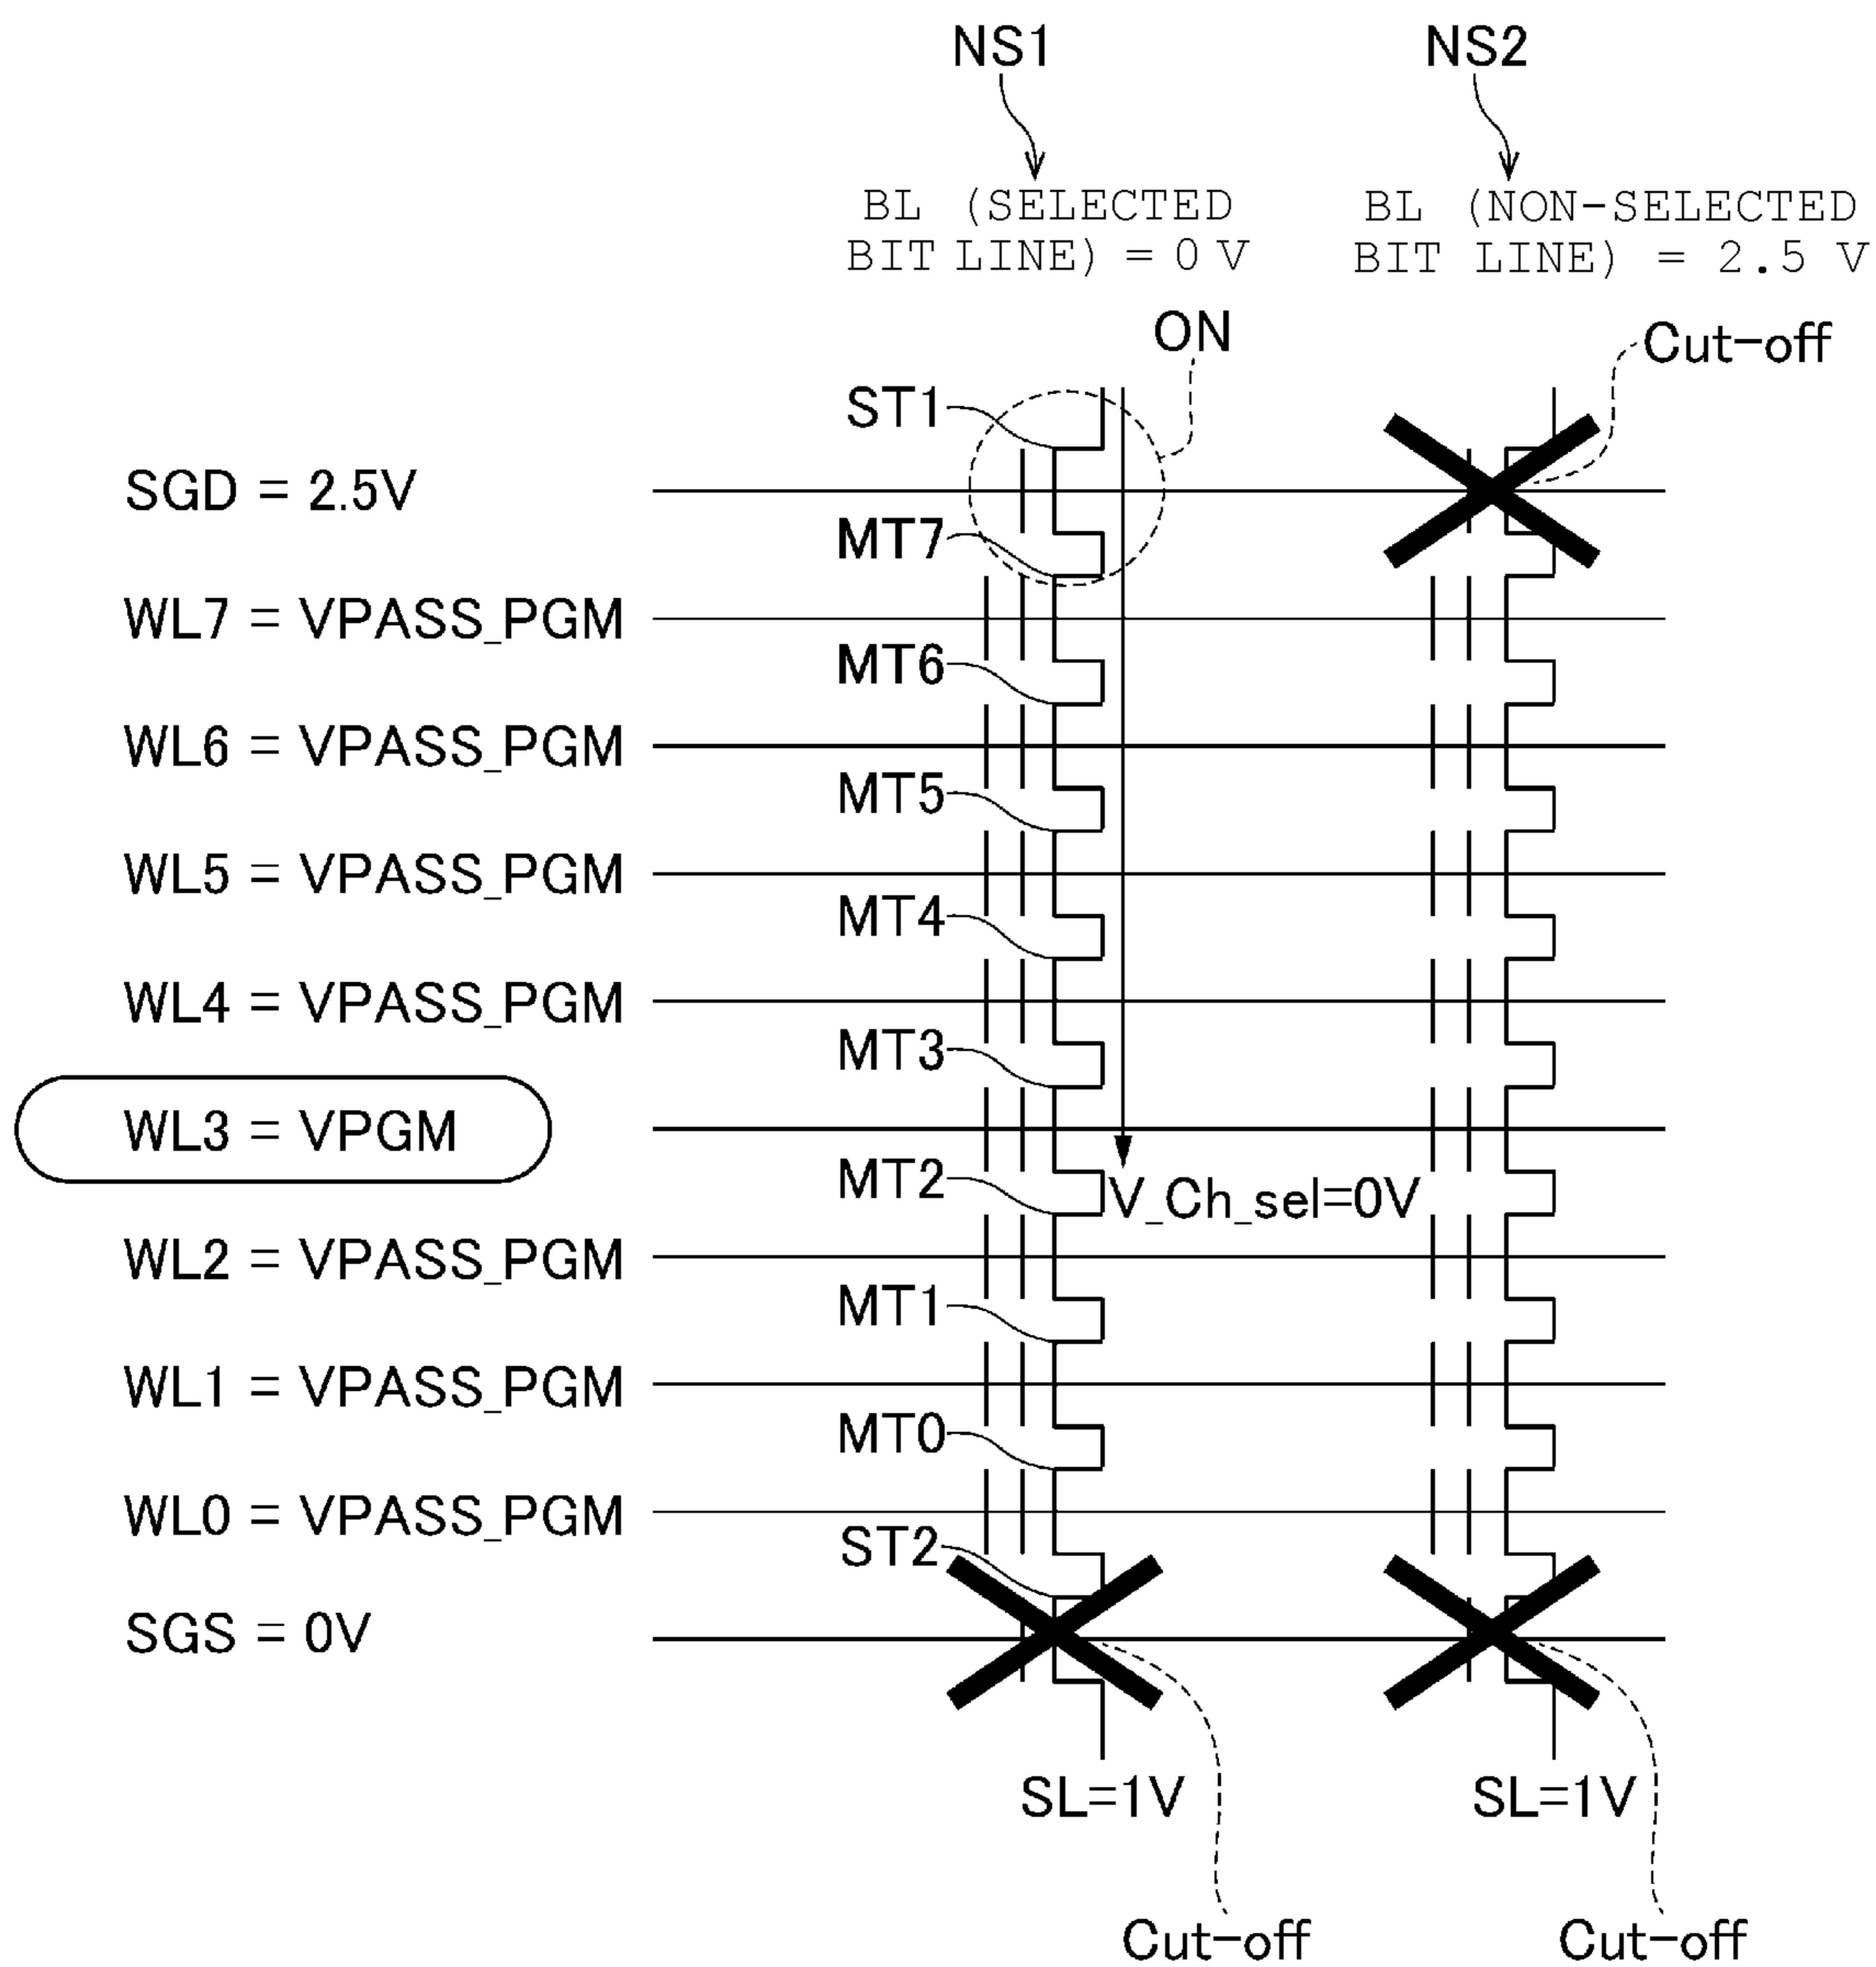 NS1
NS2
BL (SELECTED
BIT LINE) = 0 V
BL (NON-SELECTED
BIT LINE) = 2.5 V
ON
Cut-off
ST1
SGD = 2.5V
MT7
WL7 = VPASS_PGM
MT6
WL6 = VPASS_PGM
MT5
WL5 = VPASS_PGM
MT4
WL4 = VPASS_PGM
MT3
WL3 = VPGM
MT2
V_Ch_sel=0V
WL2 = VPASS_PGM
MT1
WL1 = VPASS_PGM
MT0
WL0 = VPASS_PGM
ST2
SGS = 0V
SL=1V
SL=1V
Cut-off
Cut-off